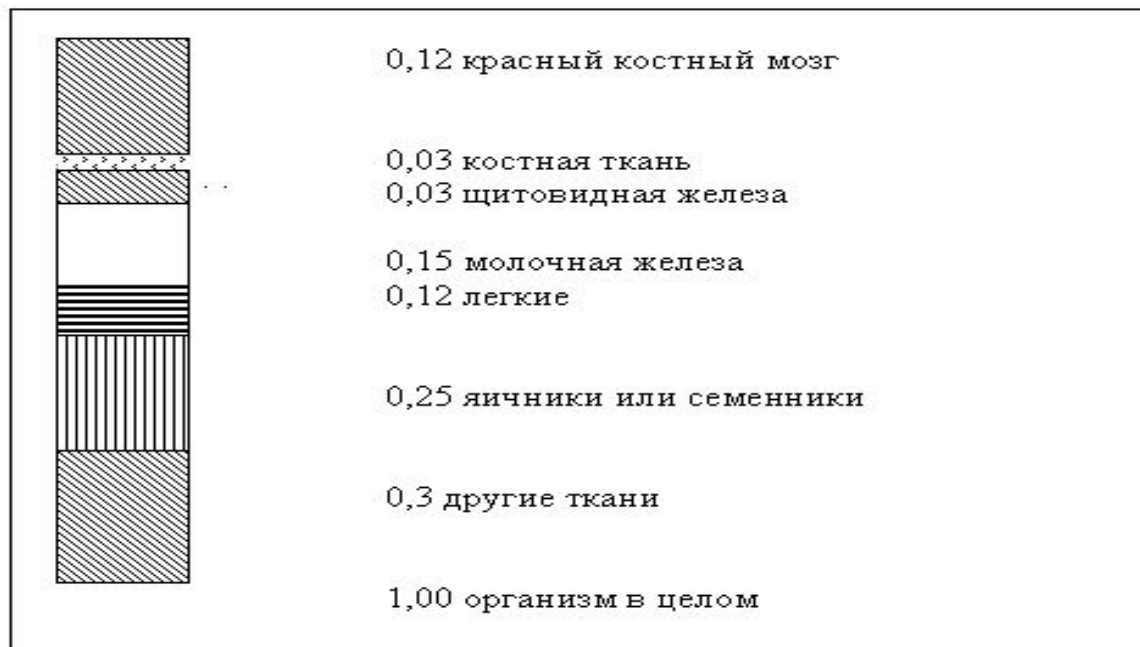 0,12 красный костный мозг
0,03 костная ткань
0,03 щитовидная железа
0,15 молочная железа
0,12 легкие
0,25 яичники или семенники
0,3 другие ткани
1,00 организм в целом